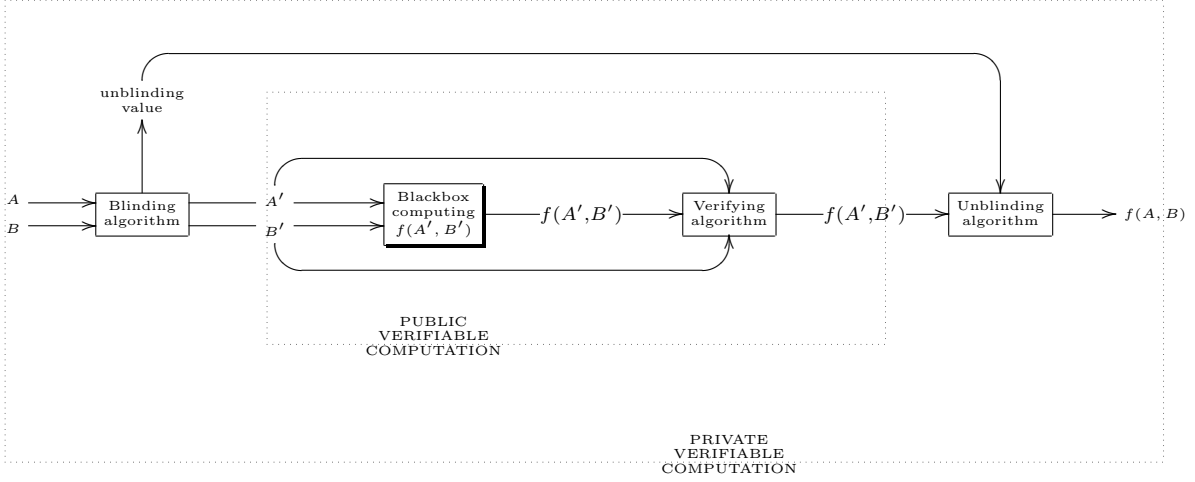 unblinding
value
A
B
Blinding
algorithm
A′
B′
Blackbox
computing
f(A′, B′)
f(A′,B′)
Verifying
algorithm
f(A′,B′)
Unblinding
algorithm
f(A, B)
PUBLIC
VERIFIABLE
COMPUTATION
PRIVATE
VERIFIABLE
COMPUTATION